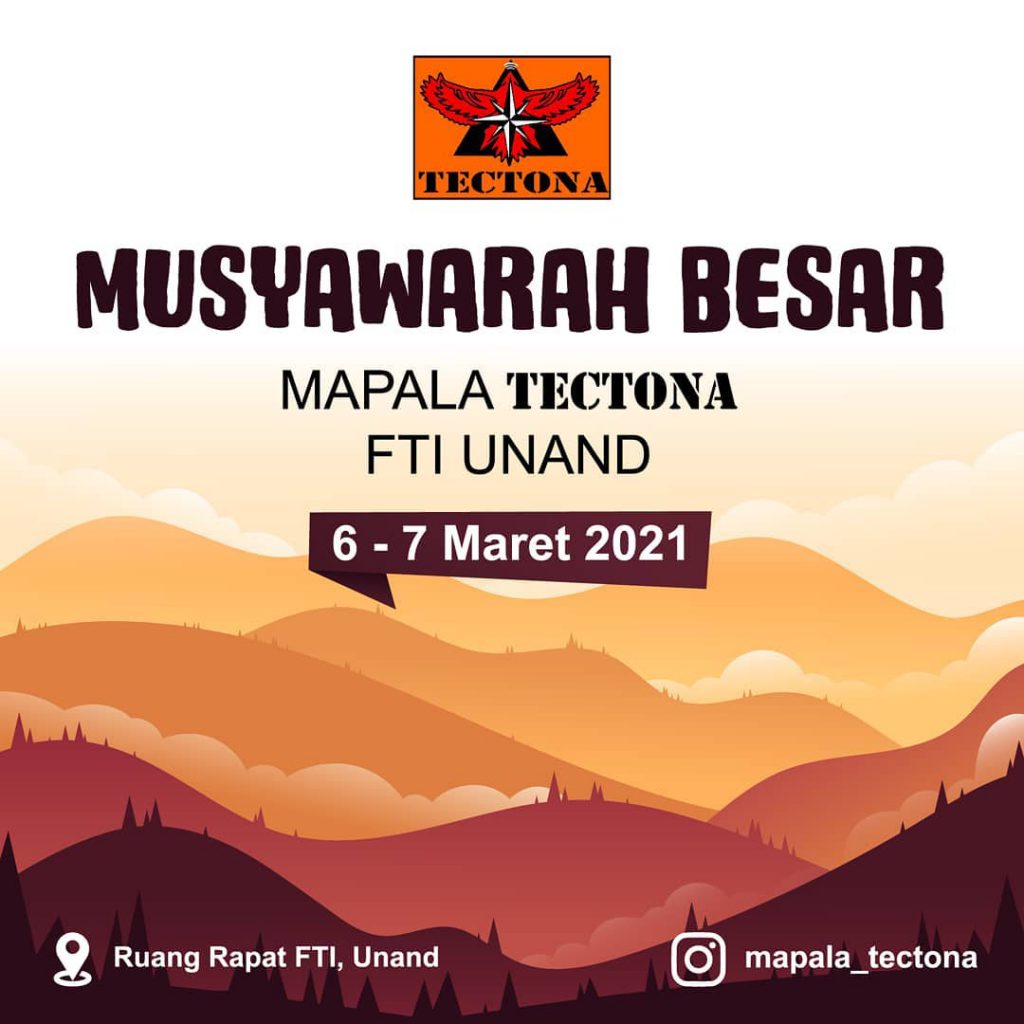 TECTONA
MUSYAWARAH BESAR
MAPALA TECTONA
FTI UNAND
6 - 7 Maret 2021
Ruang Rapat FTI, Unand
mapala_tectona